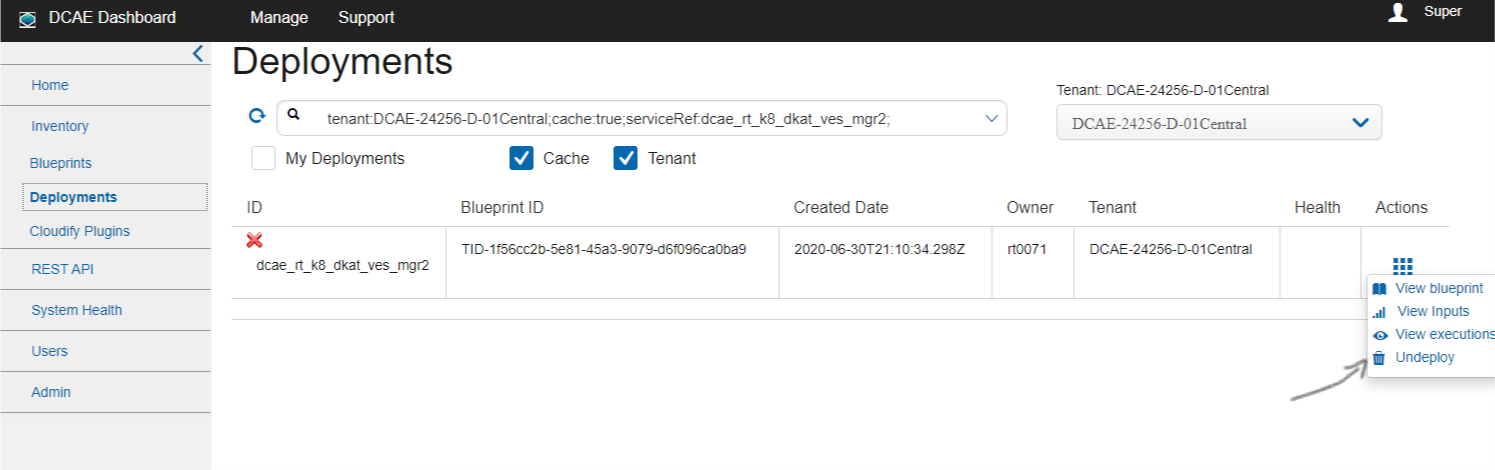 DCAE Dashboard Manage Support Super
Home
Inventory
Blueprints
Deployments
Cloudify Plugins
REST API
System Health
Users
Admin
Deployments
Tenant: DCAE-24256-D-01Central
tenant:DCAE-24256-D-01Central;cache:true;serviceRef:dcae_rt_k8_dkat_ves_mgr2;
DCAE-24256-D-01Central
My Deployments Cache Tenant
ID Blueprint ID Created Date Owner Tenant Health Actions
dcae_rt_k8_dkat_ves_mgr2 TID-1f56cc2b-5e81-45a3-9079-d6f096ca0ba9 2020-06-30T21:10:34.298Z rt0071 DCAE-24256-D-01Central
View blueprint
View Inputs
View executions
Undeploy